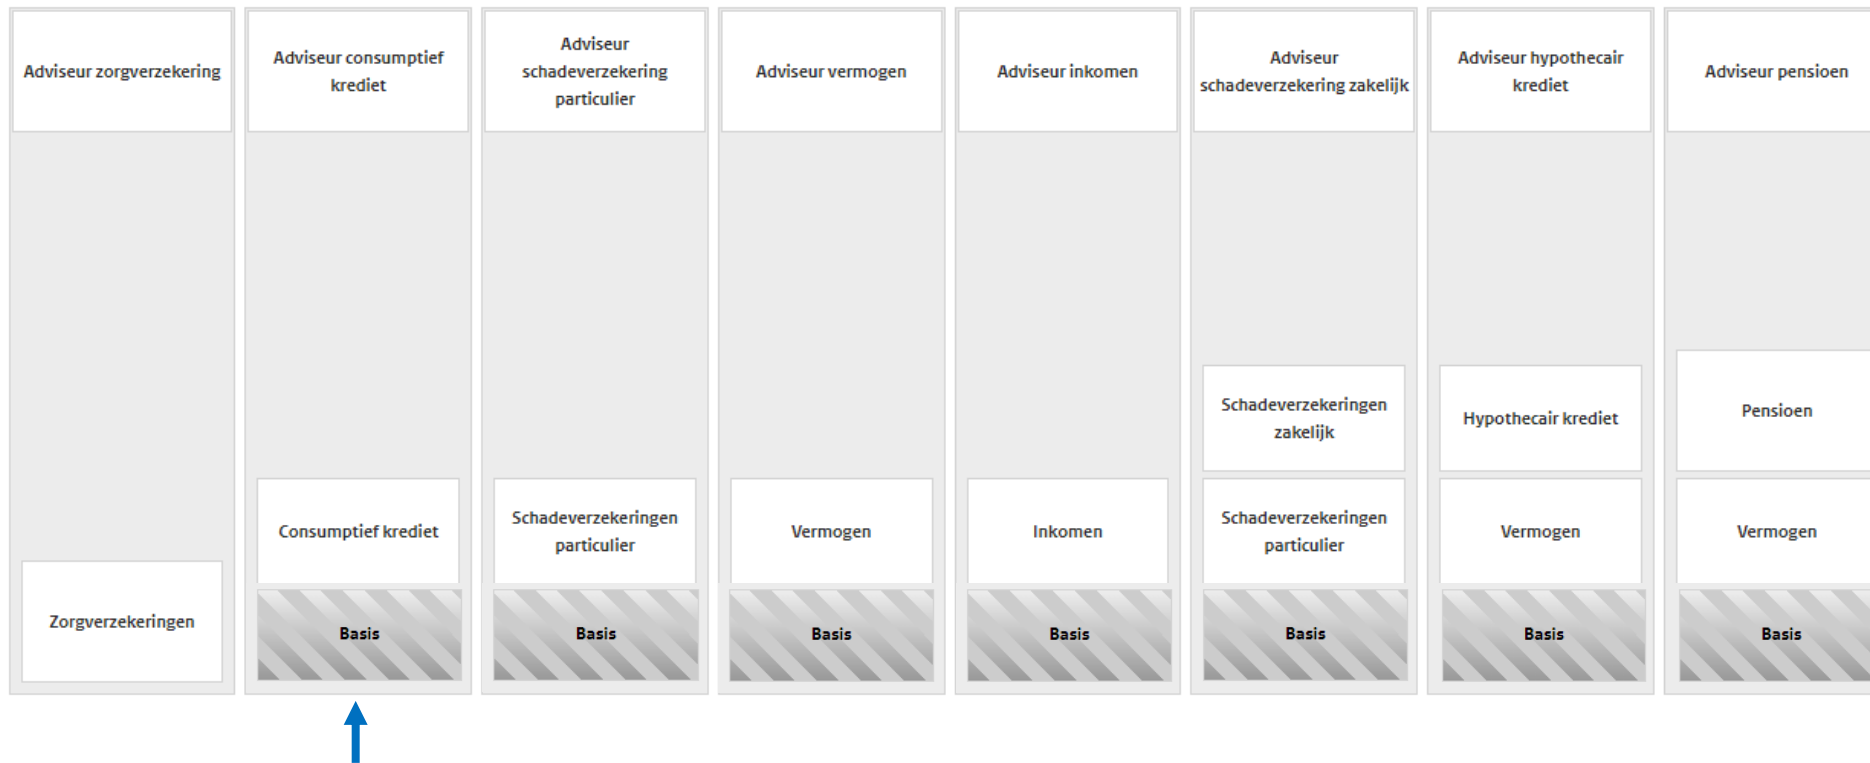 Adviseur zorgverzekering
Adviseur consumptief
krediet
Adviseur
schadeverzekering
particulier
Adviseur vermogen
Adviseur inkomen
Adviseur
schadeverzekering zakelijk
Adviseur hypothecair
krediet
Adviseur pensioen
Schadeverzekeringen
zakelijk
Hypothecair krediet
Pensioen
Consumptief krediet
Schadeverzekeringen
particulier
Vermogen
Inkomen
Schadeverzekeringen
particulier
Vermogen
Vermogen
Zorgverzekeringen
Basis
Basis
Basis
Basis
Basis
Basis
Basis